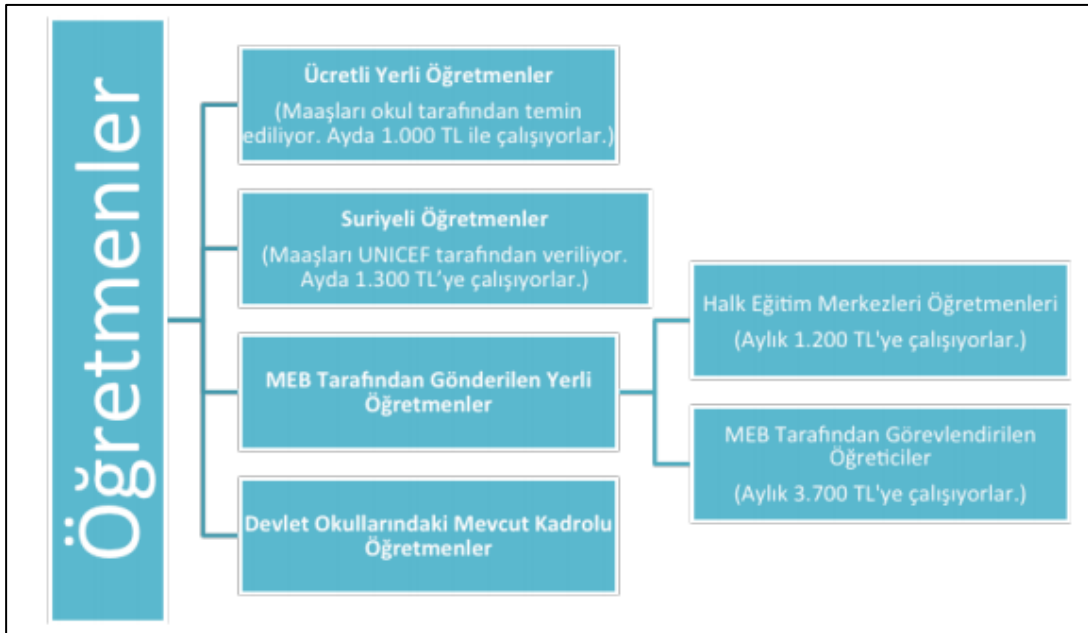 Öğretmenler
Ücretli Yerli Öğretmenler
(Maaşları okul tarafından temin
ediliyor. Ayda 1.000 TL ile çalışıyorlar.)
Suriyeli Öğretmenler
(Maaşları UNICEF tarafından veriliyor.
Ayda 1.300 TL’ye çalışıyorlar.)
MEB Tarafından Gönderilen Yerli
Öğretmenler
Halk Eğitim Merkezleri Öğretmenleri
(Aylık 1.200 TL'ye çalışıyorlar.)
MEB Tarafından Görevlendirilen
Öğreticiler
(Aylık 3.700 TL'ye çalışıyorlar.)
Devlet Okullarındaki Mevcut Kadrolu
Öğretmenler